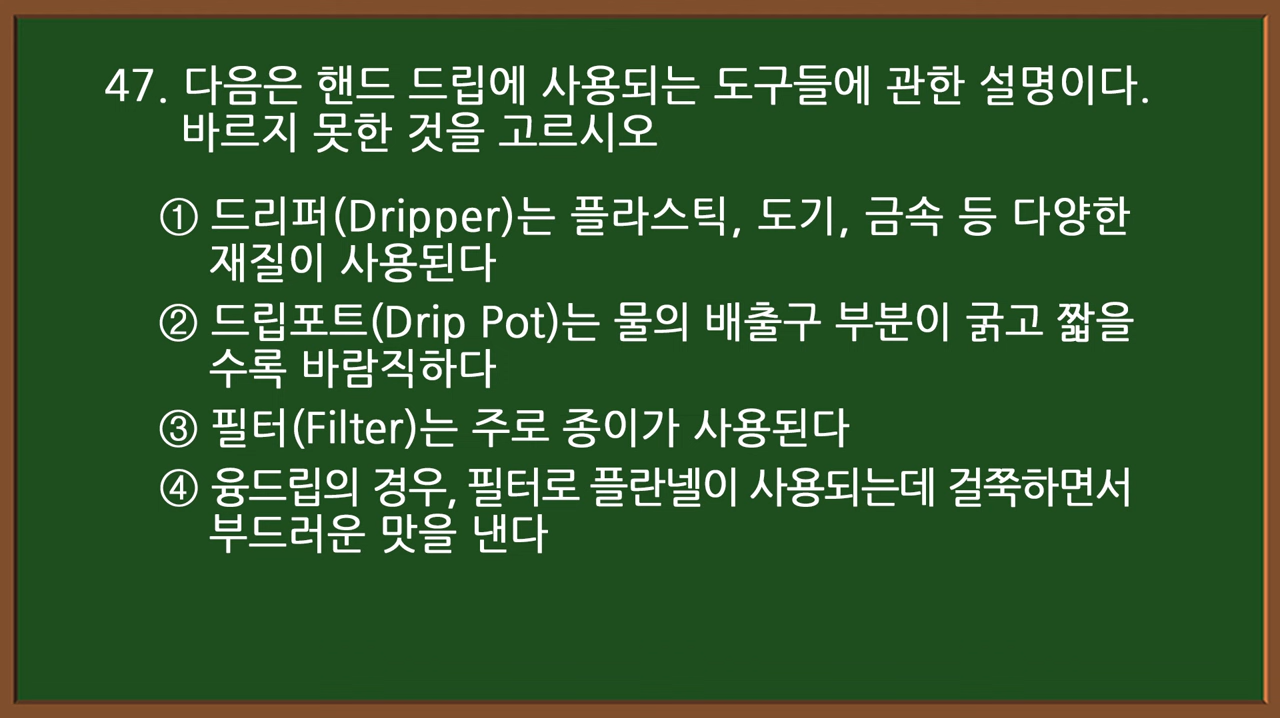 47. 다음은 핸드 드립에 사용되는 도구들에 관한 설명이다.
바르지 못한 것을 고르시오
① 드리퍼(Dripper)는 플라스틱, 도기, 금속 등 다양한
재질이 사용된다
② 드립포트(Drip Pot)는 물의 배출구 부분이 굵고 짧을
수록 바람직하다
③ 필터(Filter)는 주로 종이가 사용된다
④ 융드립의 경우, 필터로 플란넬이 사용되는데 걸쭉하면서
부드러운 맛을 낸다